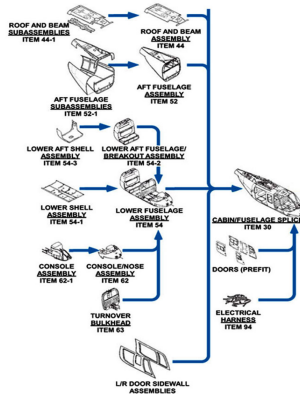 ROOF AND BEAM
SUBASSEMBLIES
ITEM 44-1
ROOF AND BEAM
ASSEMBLY
ITEM 44
AFT FUSELAGE
SUBASSEMBLIES
ITEM 52-1
AFT FUSELAGE
ASSEMBLY
ITEM 52
LOWER AFT SHELL
ASSEMBLY
ITEM 54-3
LOWER AFT FUSELAGE/
BREAKOUT ASSEMBLY
ITEM 54-2
LOWER SHELL
ASSEMBLY
ITEM 54-1
LOWER FUSELAGE
ASSEMBLY
ITEM 54
CABIN/FUSELAGE SPLICE
ITEM 30
CONSOLE
ASSEMBLY
ITEM 62-1
CONSOLE/NOSE
ASSEMBLY
ITEM 62
DOORS (PREFIT)
TURNOVER
BULKHEAD
ITEM 63
ELECTRICAL
HARNESS
ITEM 94
L/R DOOR SIDEWALL
ASSEMBLIES